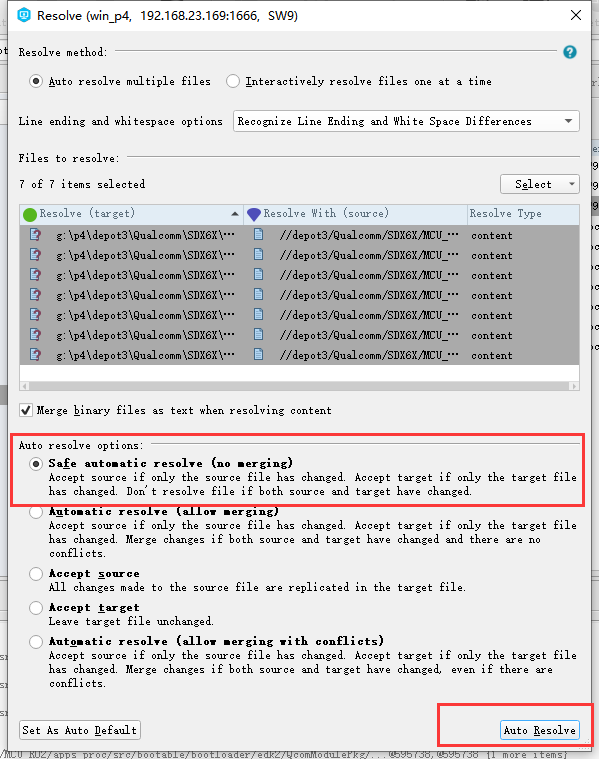 Resolve (win_p4, 192.168.23.169:1666, SW9)
Resolve method:
Auto resolve multiple files
Interactively resolve files one at a time
Line ending and whitespace options
Recognize Line Ending and White Space Differences
Files to resolve:
7 of 7 items selected
Select
Resolve (target) Resolve With (source) Resolve Type
g:\p4\depot3\Qualcomm\SDX6X\··· //depot3/Qualcomm/SDX6X/MCU_··· content
g:\p4\depot3\Qualcomm\SDX6X\··· //depot3/Qualcomm/SDX6X/MCU_··· content
g:\p4\depot3\Qualcomm\SDX6X\··· //depot3/Qualcomm/SDX6X/MCU_··· content
g:\p4\depot3\Qualcomm\SDX6X\··· //depot3/Qualcomm/SDX6X/MCU_··· content
g:\p4\depot3\Qualcomm\SDX6X\··· //depot3/Qualcomm/SDX6X/MCU_··· content
g:\p4\depot3\Qualcomm\SDX6X\··· //depot3/Qualcomm/SDX6X/MCU_··· content
g:\p4\depot3\Qualcomm\SDX6X\··· //depot3/Qualcomm/SDX6X/MCU_··· content
Merge binary files as text when resolving content
Auto resolve options:
Safe automatic resolve (no merging)
Accept source if only the source file has changed. Accept target if only the target file
has changed. Don't resolve file if both source and target have changed.
Automatic resolve (allow merging)
Accept source if only the source file has changed. Accept target if only the target file
has changed. Merge changes if both source and target have changed and there are no
conflicts.
Accept source
All changes made to the source file are replicated in the target file.
Accept target
Leave target file unchanged.
Automatic resolve (allow merging with conflicts)
Accept source if only the source file has changed. Accept target if only the target file
has changed. Merge changes if both source and target have changed, even if there are
conflicts.
Set As Auto Default
Auto Resolve
/MCU_R02/apps_proc/src/bootable/bootloader/edk2/QcomModulePkg/...@595738,@595738 {1 more items}